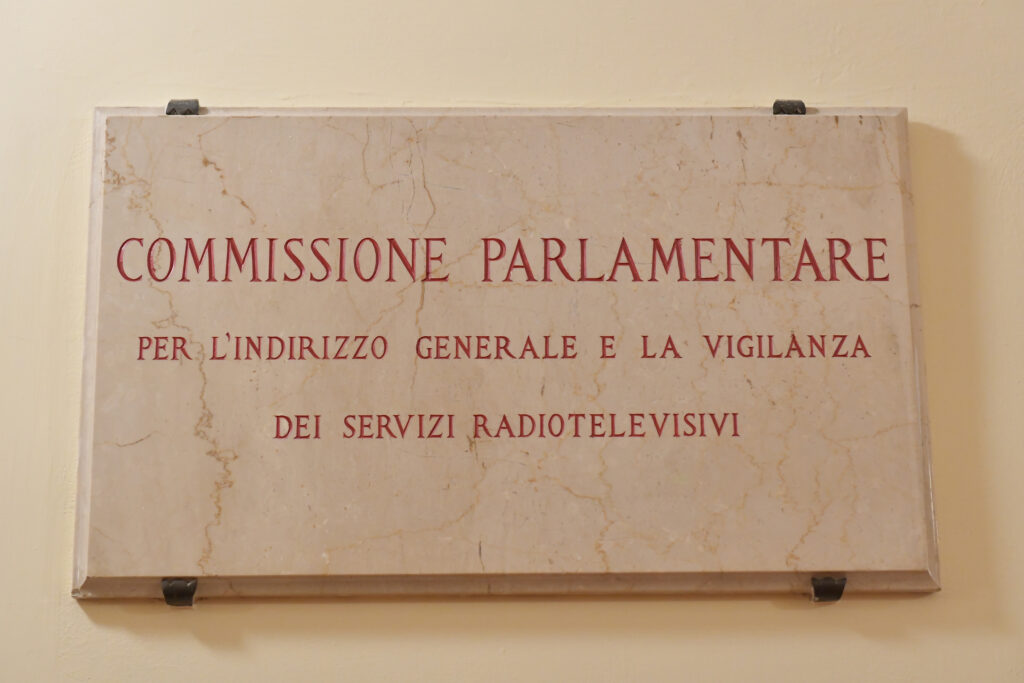 COMMISSIONE PARLAMENTARE
PER L'INDIRIZZO GENERALE E LA VIGILANZA
DEI SERVIZI RADIOTELEVISIVI